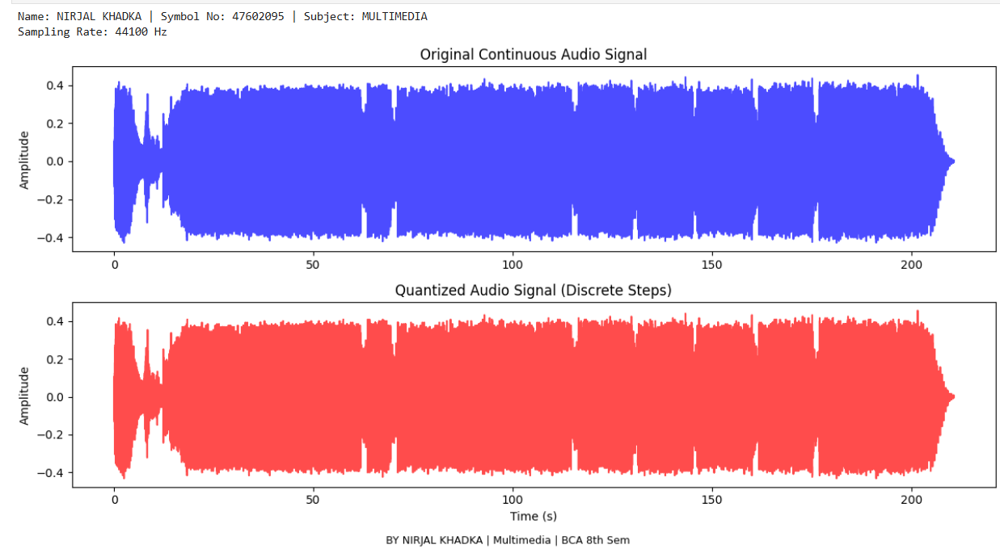 Name: NIRJAL KHADKA | Symbol No: 47602095 | Subject: MULTIMEDIA
Sampling Rate: 44100 Hz
Original Continuous Audio Signal
Amplitude
0.4
0.2
0.0
−0.2
−0.4
0 50 100 150 200
Quantized Audio Signal (Discrete Steps)
Amplitude
0.4
0.2
0.0
−0.2
−0.4
0 50 100 150 200
Time (s)
BY NIRJAL KHADKA | Multimedia | BCA 8th Sem